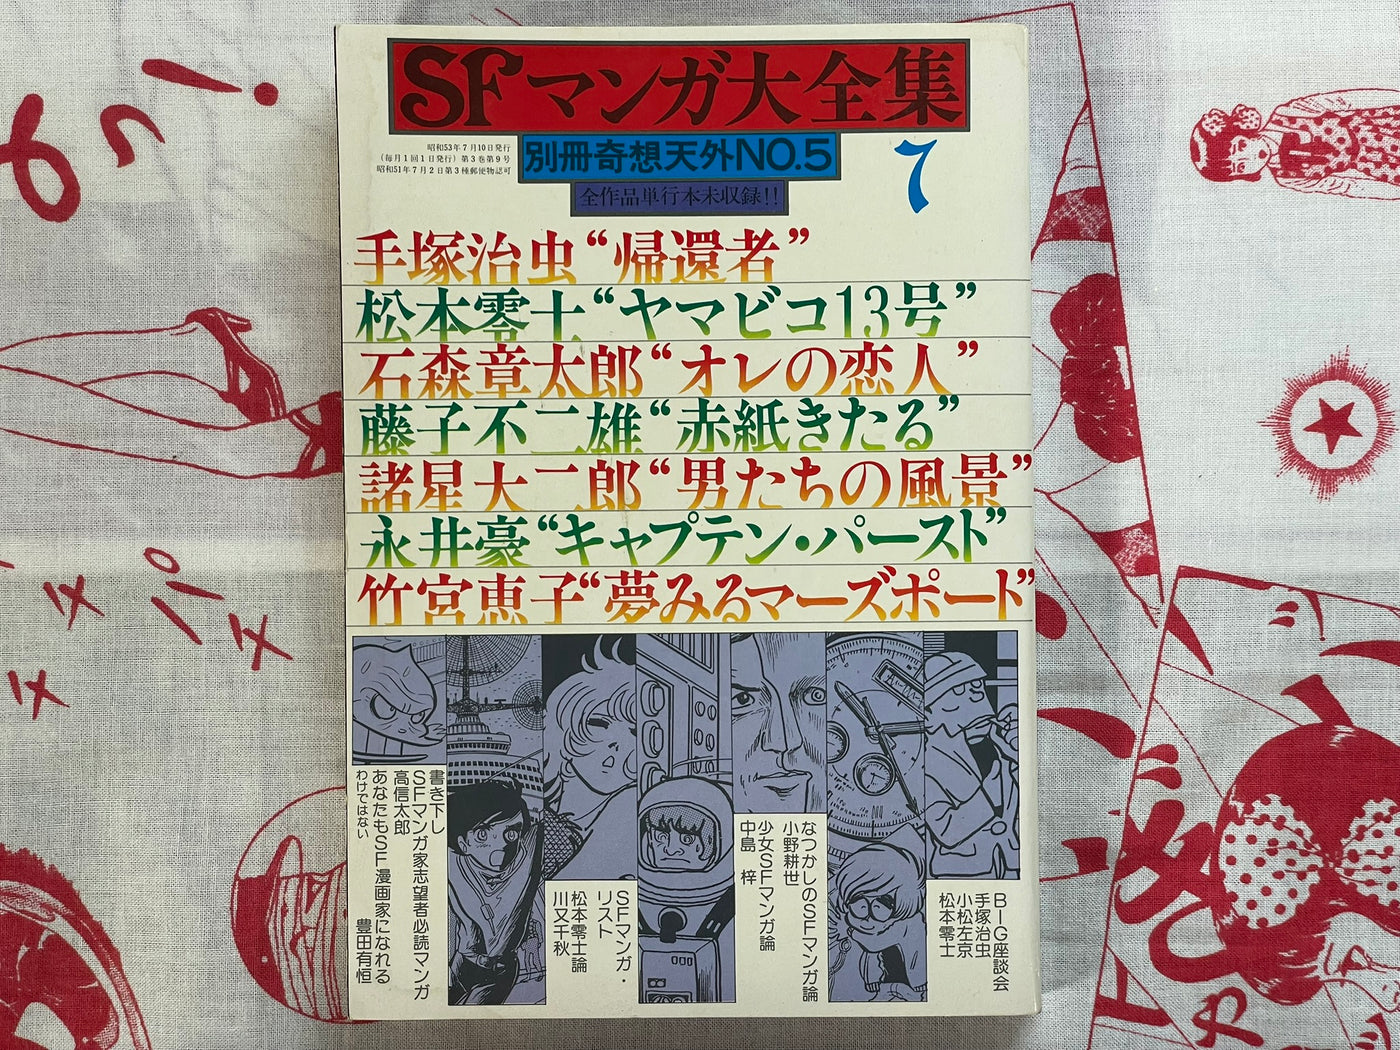 SFマンガ大全集
別冊奇想天外NO.5
全作品単行本未収録!!
昭和53年7月10日発行
(毎月1回1日発行)第3巻第9号
昭和51年7月2日第3種郵便物認可
7
手塚治虫“帰還者”
松本零士“ヤマビコ13号”
石森章太郎“オレの恋人”
藤子不二雄“赤紙きたる”
諸星大二郎“男たちの風景”
永井豪“キャプテン・パースト”
竹宮恵子“夢みるマーズポート”
BIG座談会
手塚治虫
小松左京
松本零士
なつかしのSFマンガ論
小野耕世
少女SFマンガ論
中島 梓
SFマンガ・
リスト
松本零士論
川又千秋
書き下し
SFマンガ家志望者必読マンガ
高信太郎
あなたもSF漫画家になれる
わけではない
豊田有恒